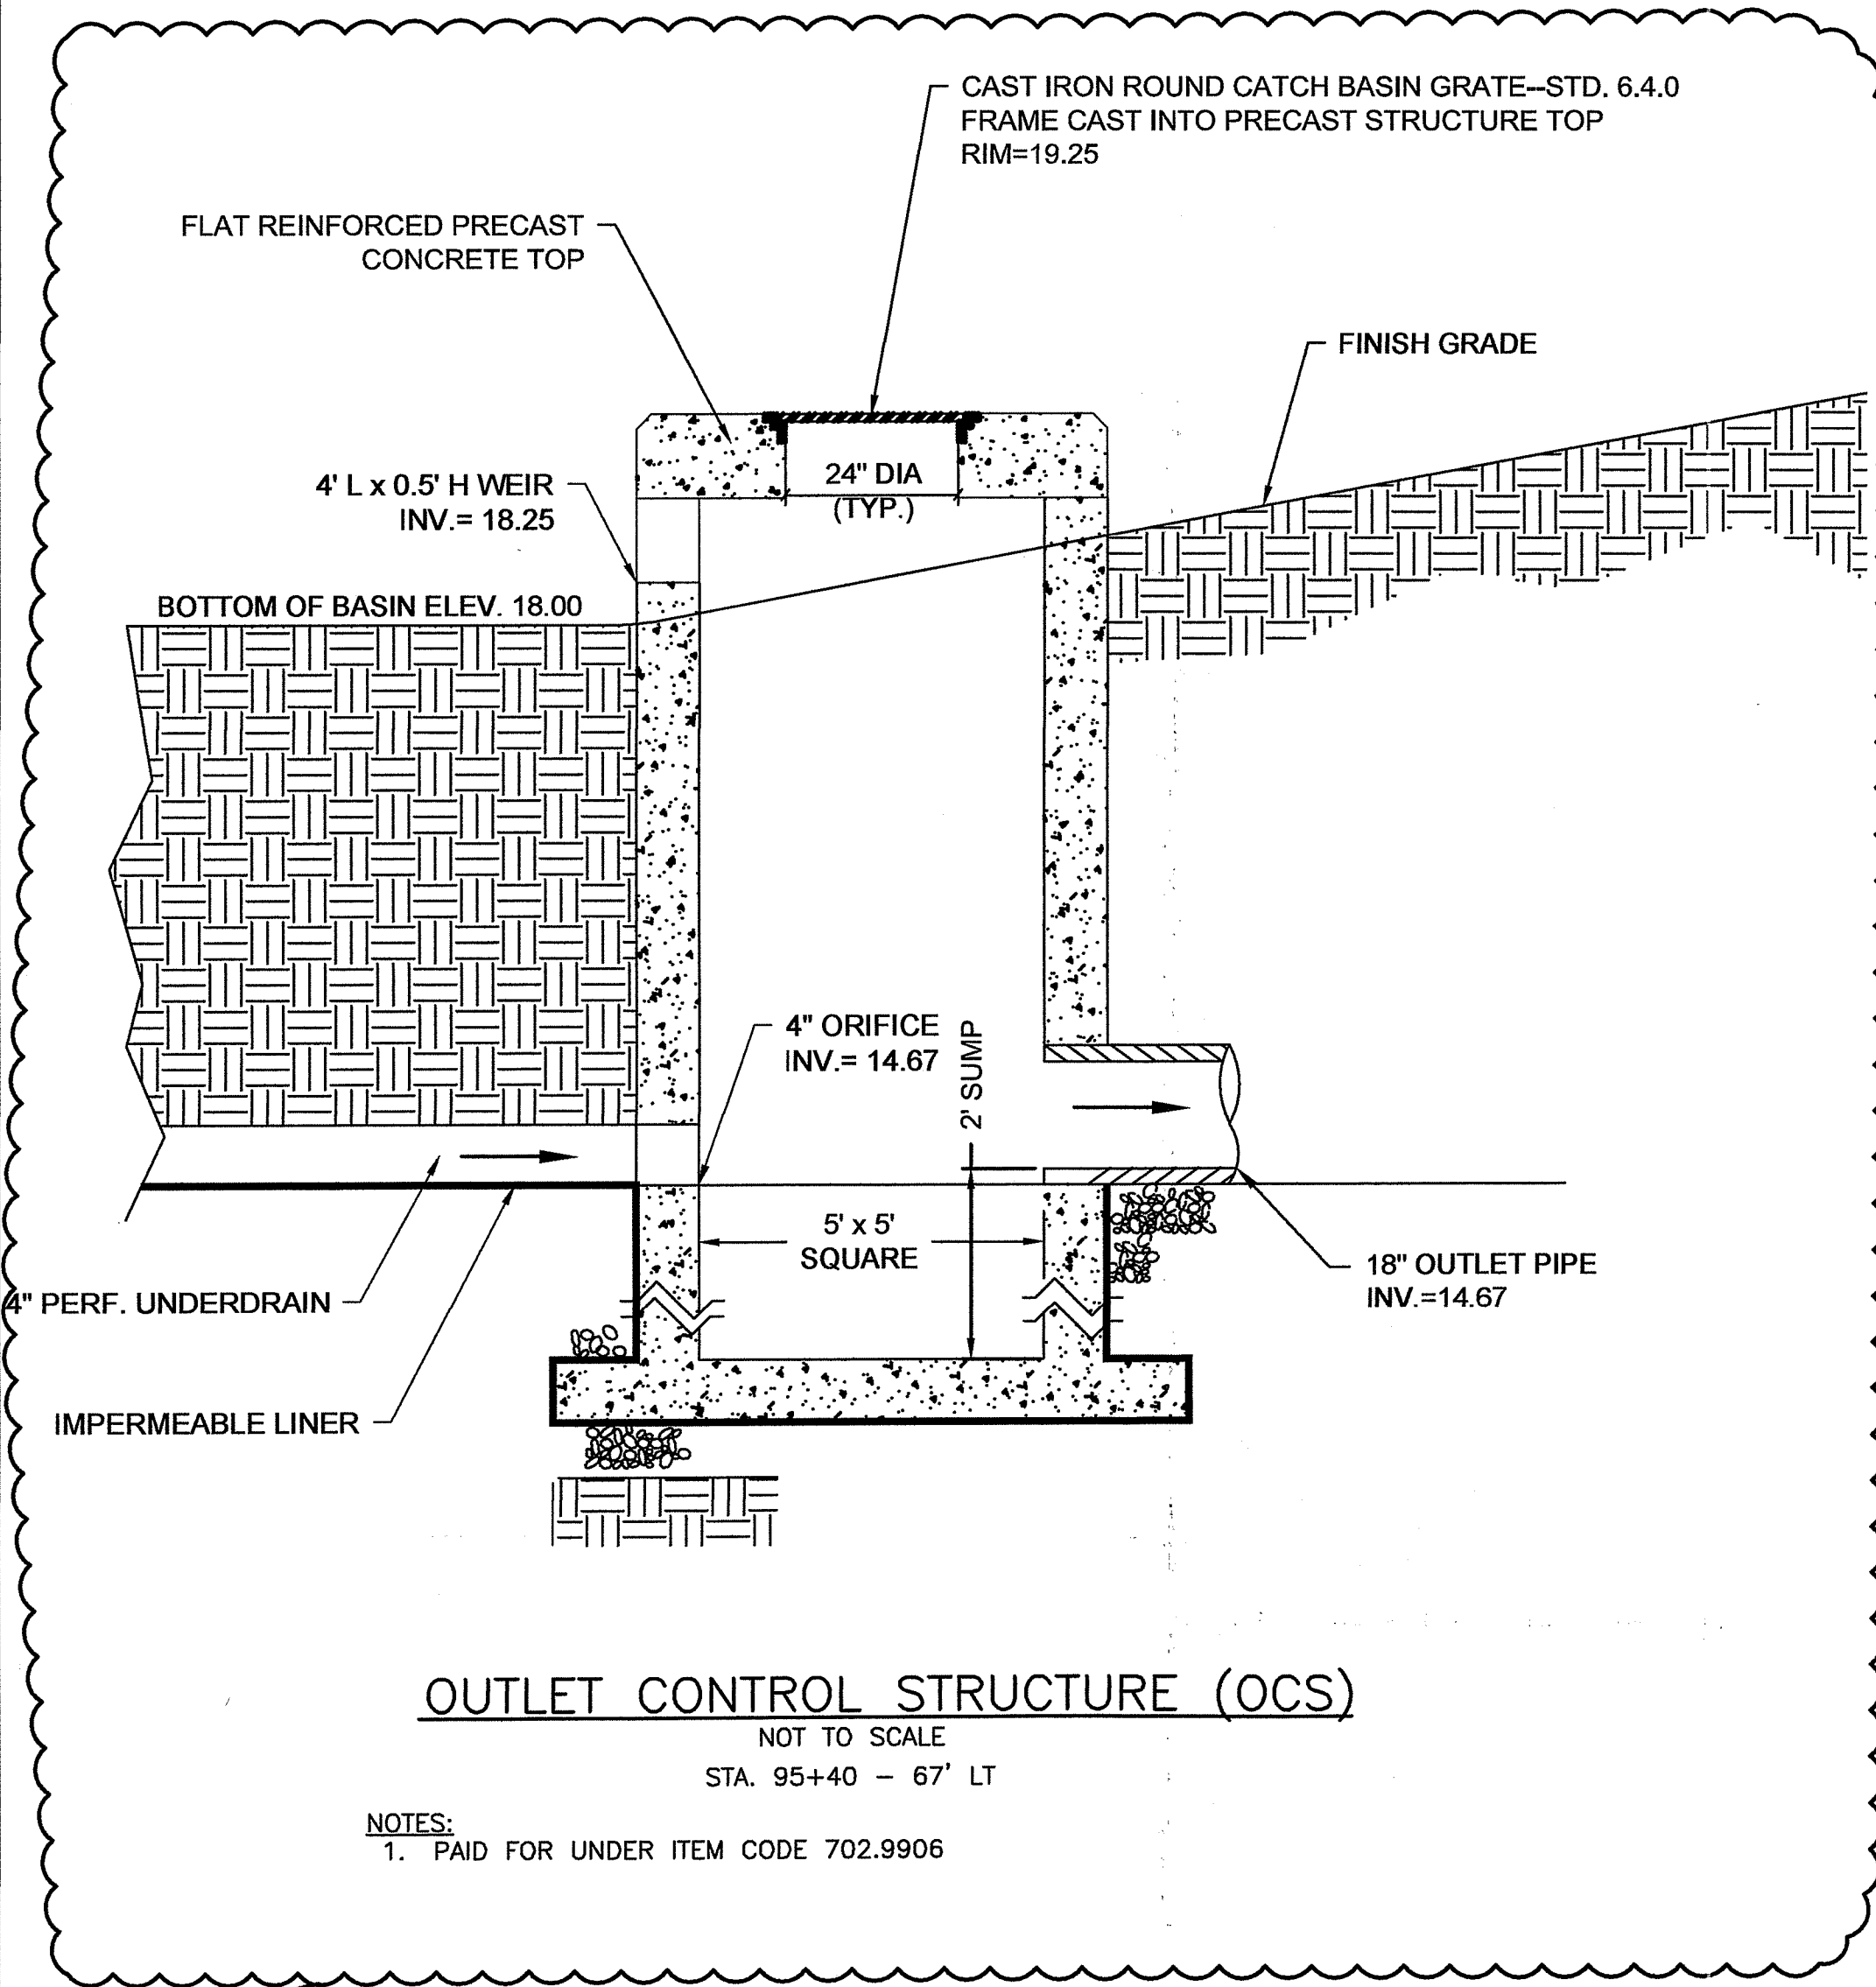 CAST IRON ROUND CATCH BASIN GRATE--STD. 6.4.0
FRAME CAST INTO PRECAST STRUCTURE TOP
RIM=19.25
FLAT REINFORCED PRECAST
CONCRETE TOP
FINISH GRADE
4' L x 0.5' H WEIR
INV.= 18.25
24" DIA
(TYP.)
BOTTOM OF BASIN ELEV. 18.00
4" ORIFICE
INV.= 14.67
2' SUMP
5' x 5'
SQUARE
18" OUTLET PIPE
INV.=14.67
4" PERF. UNDERDRAIN
IMPERMEABLE LINER
OUTLET CONTROL STRUCTURE (OCS)
NOT TO SCALE
STA. 95+40 - 67' LT
NOTES:
1. PAID FOR UNDER ITEM CODE 702.9906